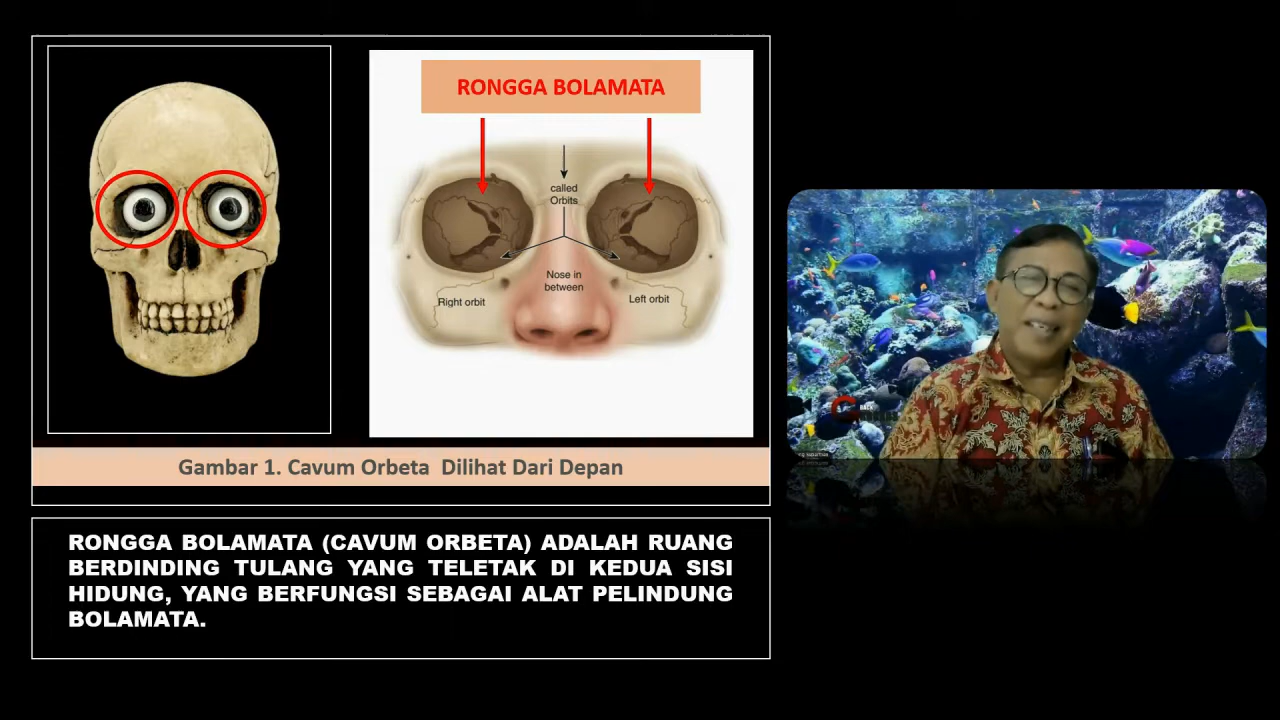 RONGGA BOLAMATA
called
Orbits
Nose in
between
Right orbit
Left orbit
Gambar 1. Cavum Orbeta Dilihat Dari Depan
RONGGA BOLAMATA (CAVUM ORBETA) ADALAH RUANG
BERDINDING TULANG YANG TELETAK DI KEDUA SISI
HIDUNG, YANG BERFUNGSI SEBAGAI ALAT PELINDUNG
BOLAMATA.
BACK